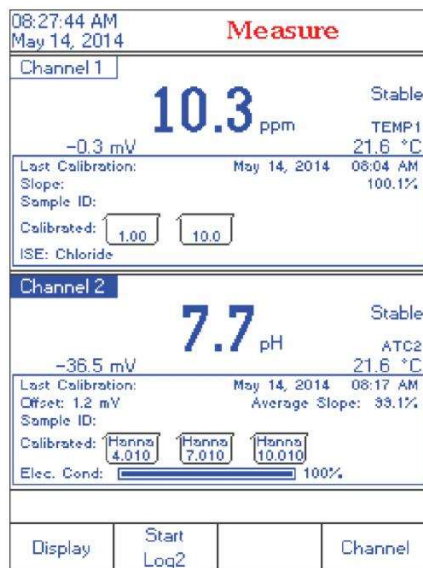 08:27:44 AM
May 14, 2014
Measure
Channel 1
10.3 ppm
Stable
TEMP1
-0.3 mV
21.6 °C
Last Calibration: May 14, 2014 08:04 AM
Slope: 100.1%
Sample ID:
Calibrated: 1.00 10.0
ISE: Chloride
Channel 2
7.7 pH
Stable
ATC2
-36.5 mV
21.6 °C
Last Calibration: May 14, 2014 08:17 AM
Offset: 1.2 mV Average Slope: 99.1%
Sample ID:
Calibrated: Hanna 4.010 Hanna 7.010 Hanna 10.010
Elec. Cond: 100%
Display
Start Log2
Channel